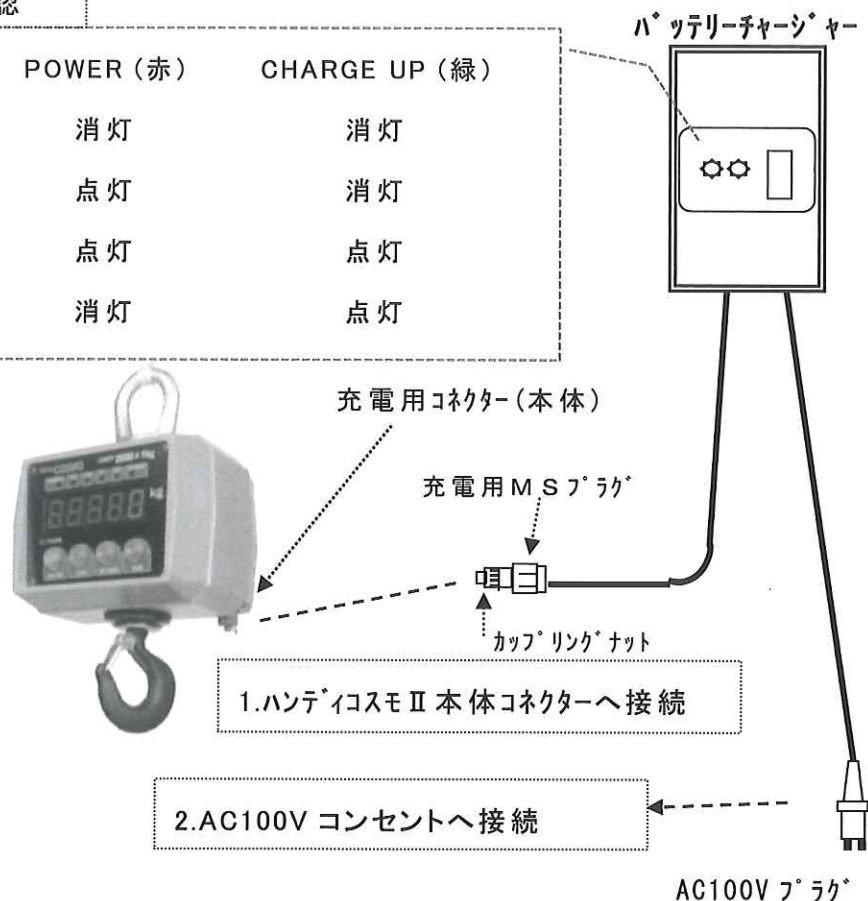 認
バッテリーチャージャー
POWER（赤） CHARGE UP（緑）
消灯 消灯
点灯 消灯
点灯 点灯
消灯 点灯
充電用ｺﾈｸﾀｰ(本体)
充電用ＭＳﾌﾟﾗｸﾞ
kg
ｶｯﾌﾟﾘﾝｸﾞﾅｯﾄ
1.ﾊﾝﾃﾞｨｺｽﾓⅡ本体ｺﾈｸﾀｰへ接続
2.AC100V コンセントへ接続
AC100V ﾌﾟﾗｸﾞ